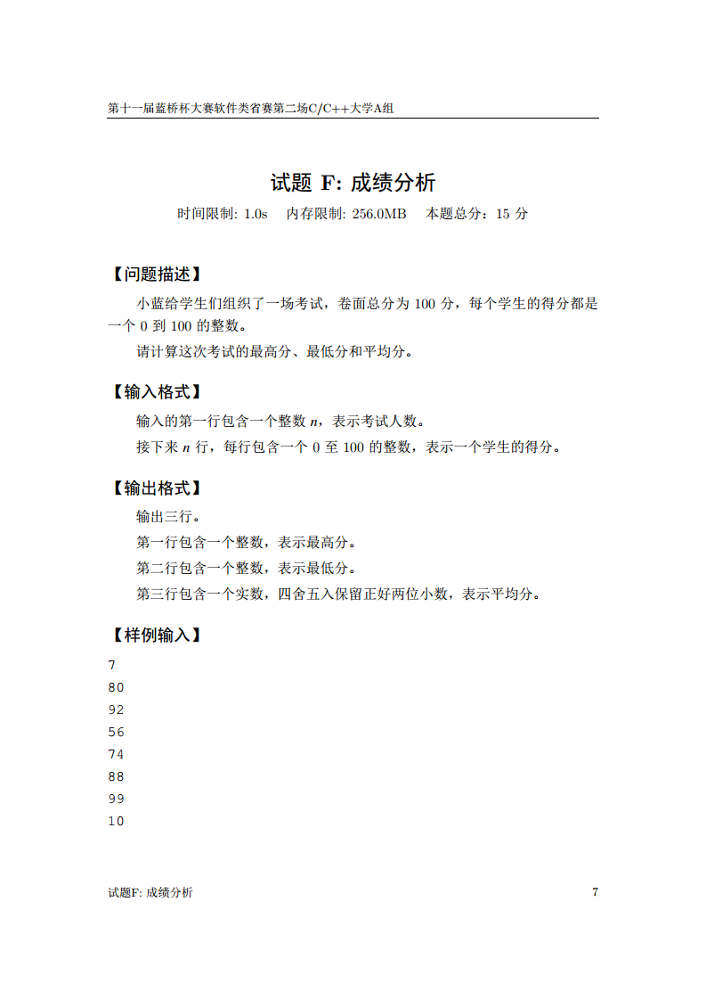 第十一届蓝桥杯大赛软件类省赛第二场C/C++大学A组
试题 F: 成绩分析
时间限制: 1.0s 内存限制: 256.0MB 本题总分：15 分
【问题描述】
小蓝给学生们组织了一场考试，卷面总分为 100 分，每个学生的得分都是
一个 0 到 100 的整数。
请计算这次考试的最高分、最低分和平均分。
【输入格式】
输入的第一行包含一个整数 n，表示考试人数。
接下来 n 行，每行包含一个 0 至 100 的整数，表示一个学生的得分。
【输出格式】
输出三行。
第一行包含一个整数，表示最高分。
第二行包含一个整数，表示最低分。
第三行包含一个实数，四舍五入保留正好两位小数，表示平均分。
【样例输入】
7
80
92
56
74
88
99
10
试题F: 成绩分析 7